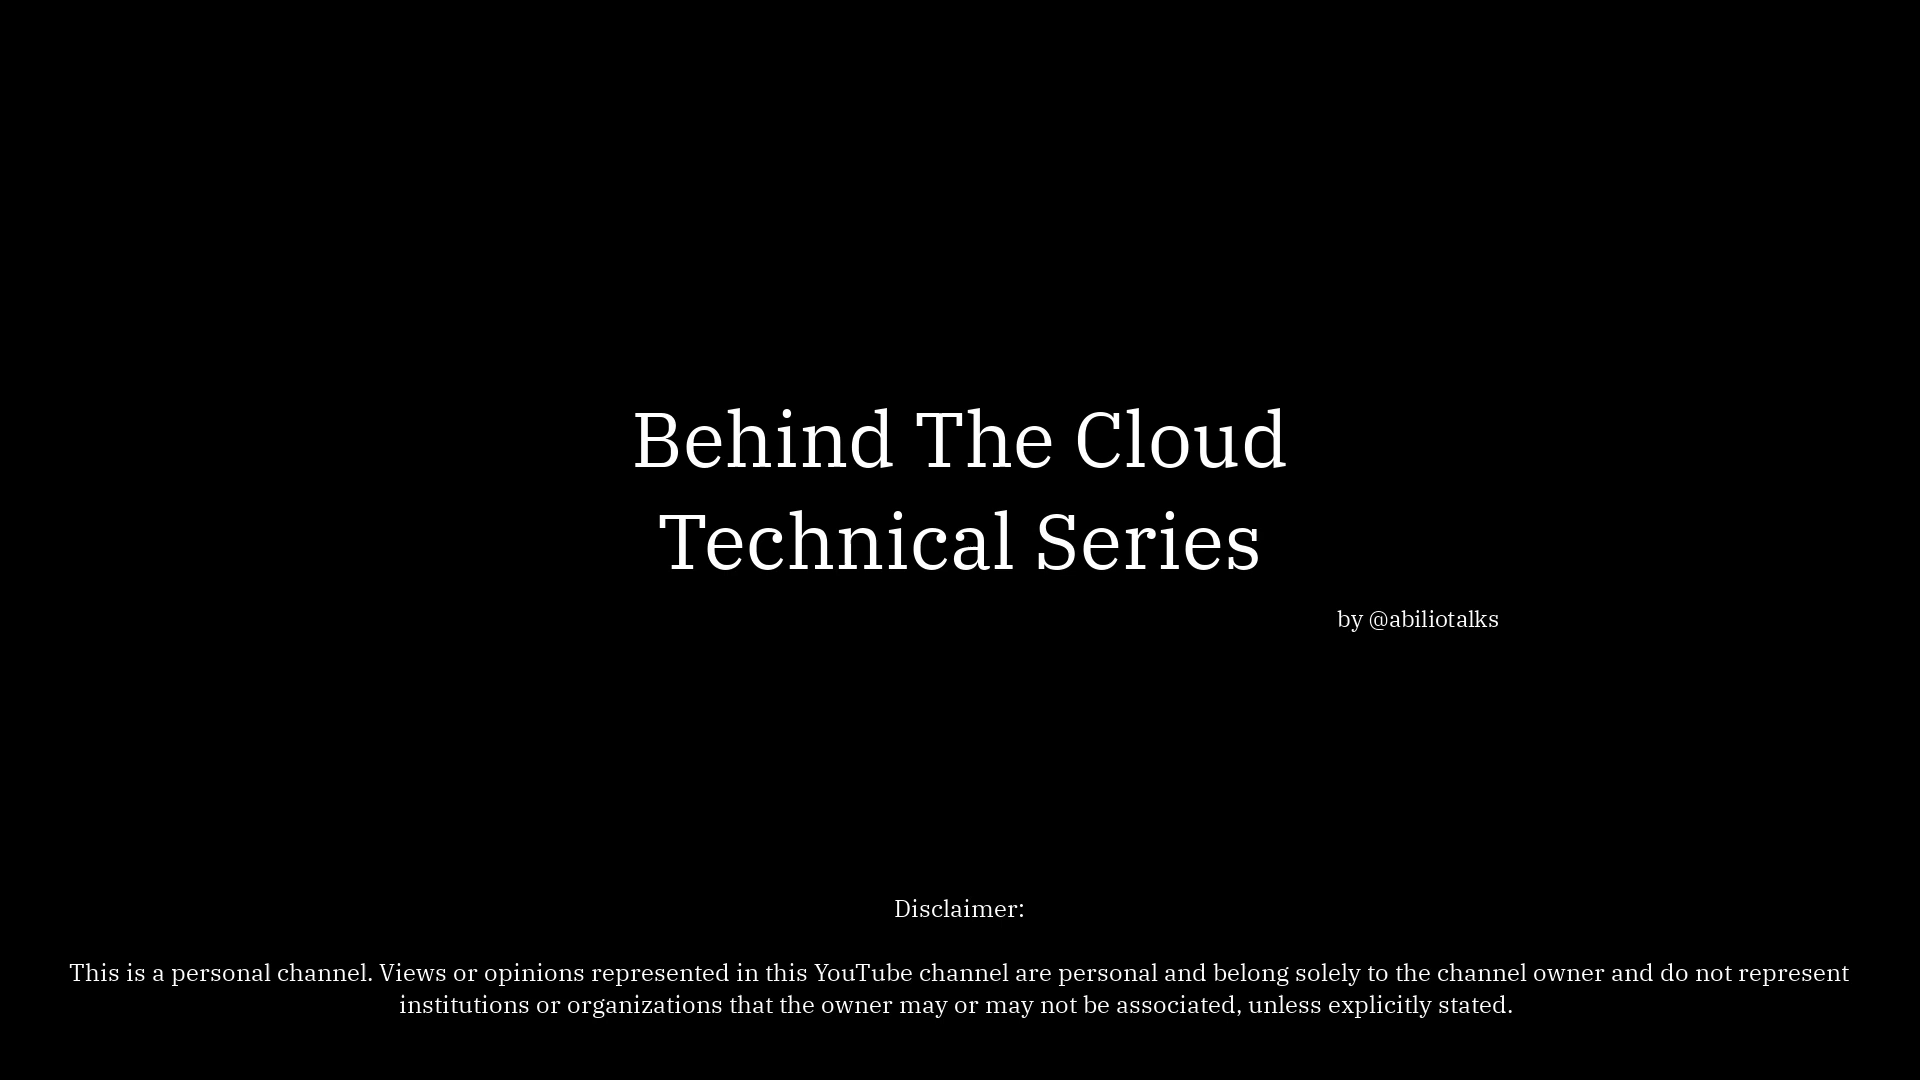 Behind The Cloud
Technical Series
by @abiliotalks
Disclaimer:
This is a personal channel. Views or opinions represented in this YouTube channel are personal and belong solely to the channel owner and do not represent
institutions or organizations that the owner may or may not be associated, unless explicitly stated.